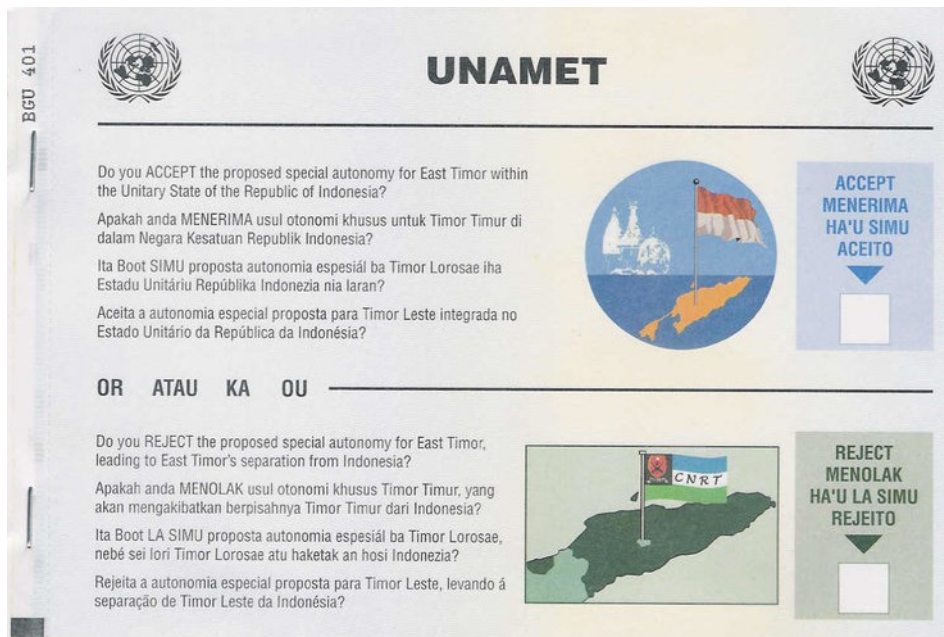 BGU 401
UNAMET
Do you ACCEPT the proposed special autonomy for East Timor within
the Unitary State of the Republic of Indonesia?
Apakah anda MENERIMA usul otonomi khusus untuk Timor Timur di
dalam Negara Kesatuan Republik Indonesia?
Ita Boot SIMU proposta autonomia espesiál ba Timor Lorosae iha
Estadu Unitáriu Repúblika Indonezia nia laran?
Aceita a autonomia especial proposta para Timor Leste integrada no
Estado Unitário da República da Indonésia?
ACCEPT
MENERIMA
HA'U SIMU
ACEITO
OR ATAU KA OU
Do you REJECT the proposed special autonomy for East Timor,
leading to East Timor's separation from Indonesia?
Apakah anda MENOLAK usul otonomi khusus Timor Timur, yang
akan mengakibatkan berpisahnya Timor Timur dari Indonesia?
Ita Boot LA SIMU proposta autonomia espesiál ba Timor Lorosae,
nebé sei lori Timor Lorosae atu haketak an hosi Indonezia?
Rejeita a autonomia especial proposta para Timor Leste, levando á
separação de Timor Leste da Indonésia?
CNRT
REJECT
MENOLAK
HA'U LA SIMU
REJEITO